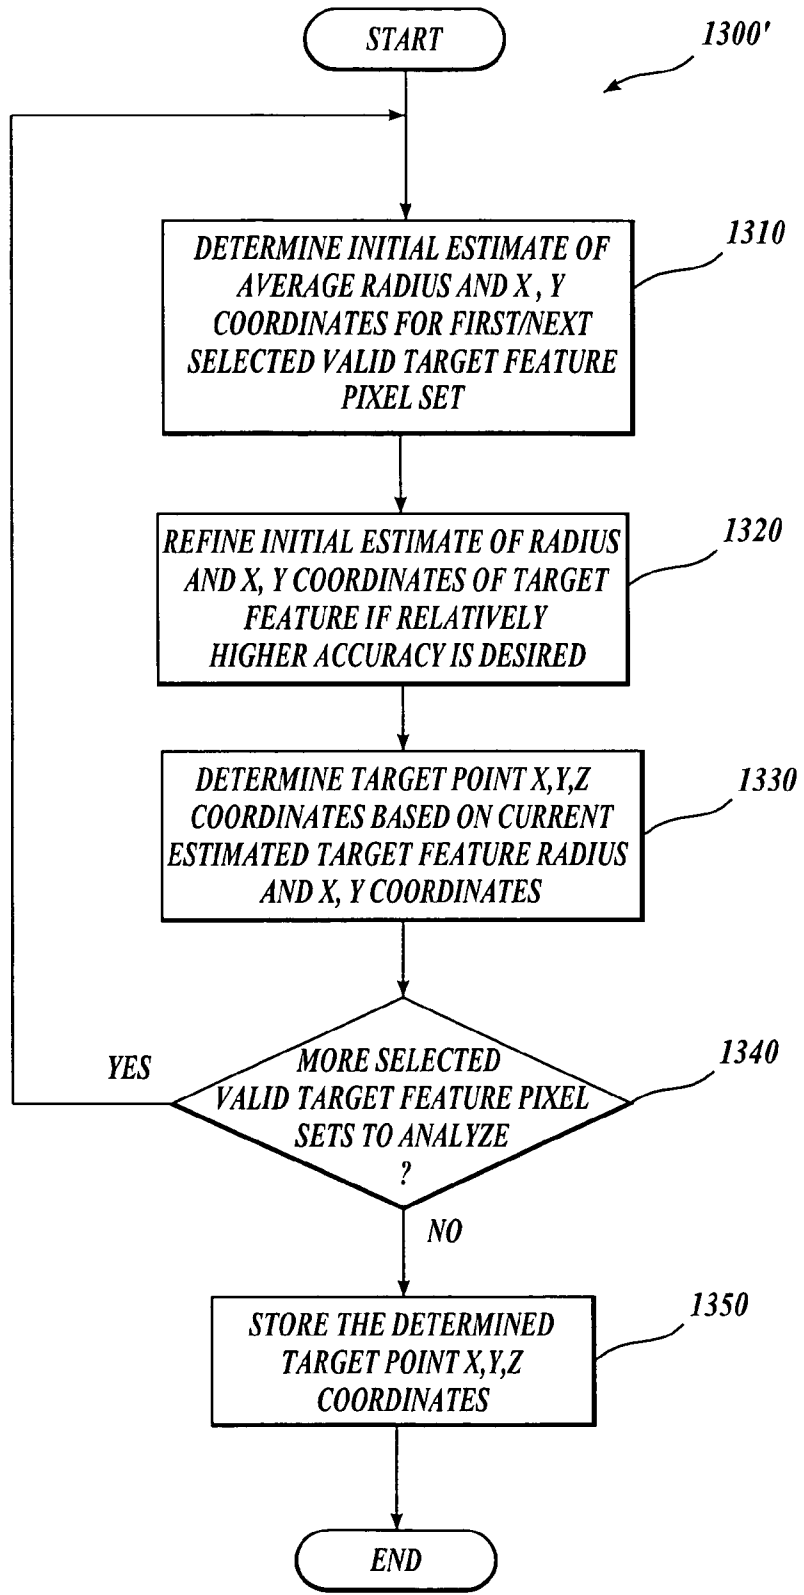 START
1300'
DETERMINE INITIAL ESTIMATE OF
AVERAGE RADIUS AND X , Y
COORDINATES FOR FIRST/NEXT
SELECTED VALID TARGET FEATURE
PIXEL SET
1310
REFINE INITIAL ESTIMATE OF RADIUS
AND X, Y COORDINATES OF TARGET
FEATURE IF RELATIVELY
HIGHER ACCURACY IS DESIRED
1320
DETERMINE TARGET POINT X,Y,Z
COORDINATES BASED ON CURRENT
ESTIMATED TARGET FEATURE RADIUS
AND X, Y COORDINATES
1330
YES
MORE SELECTED
VALID TARGET FEATURE PIXEL
SETS TO ANALYZE
?
1340
NO
STORE THE DETERMINED
TARGET POINT X,Y,Z
COORDINATES
1350
END